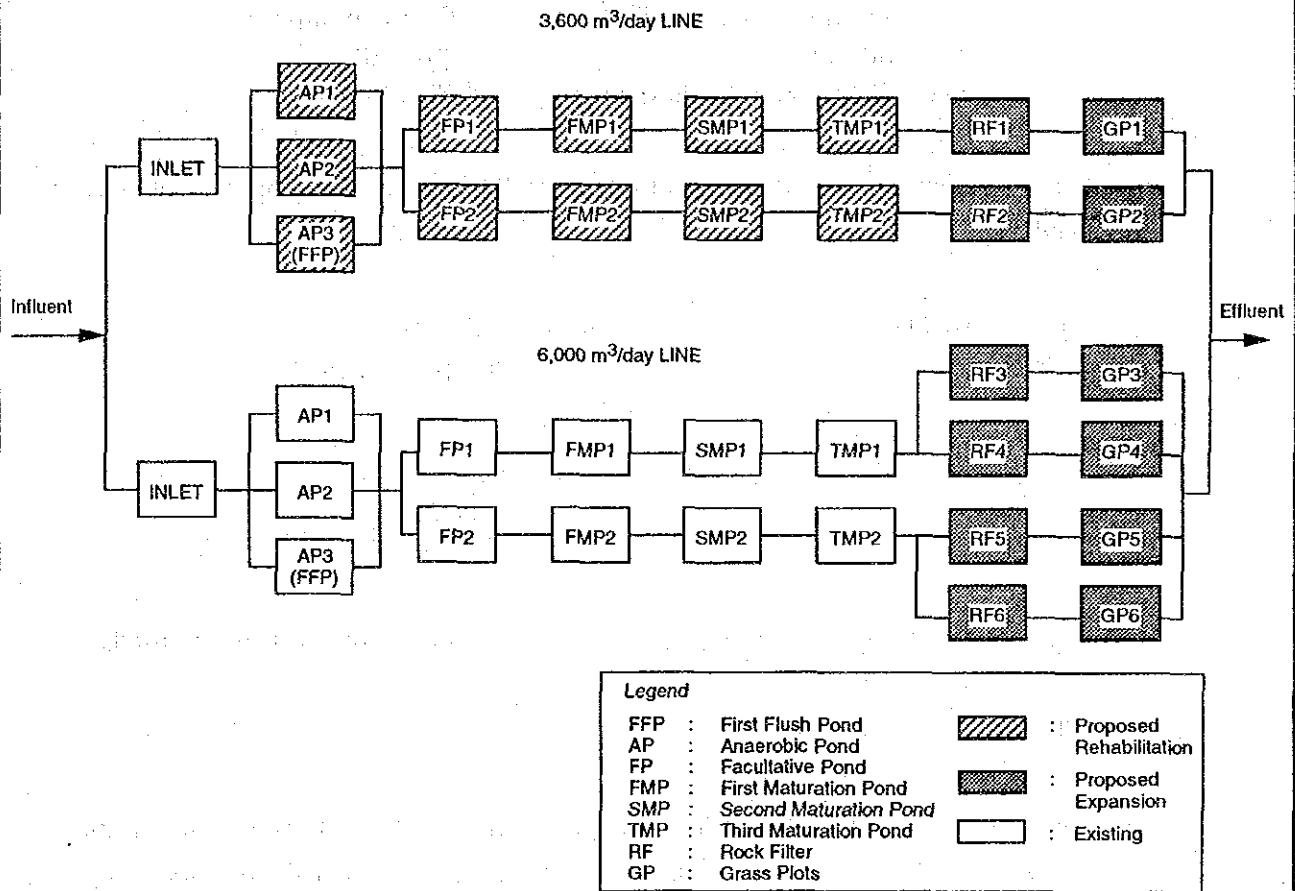 3,600 m³/day LINE
AP1
FP1
FMP1
SMP1
TMP1
RF1
GP1
INLET
AP2
FP2
FMP2
SMP2
TMP2
RF2
GP2
AP3
(FFP)
Influent
Effluent
6,000 m³/day LINE
RF3
GP3
AP1
FP1
FMP1
SMP1
TMP1
RF4
GP4
INLET
AP2
FP2
FMP2
SMP2
TMP2
RF5
GP5
AP3
(FFP)
RF6
GP6
Legend
FFP : First Flush Pond
AP : Anaerobic Pond
FP : Facultative Pond
FMP : First Maturation Pond
SMP : Second Maturation Pond
TMP : Third Maturation Pond
RF : Rock Filter
GP : Grass Plots
: Proposed
Rehabilitation
: Proposed
Expansion
: Existing